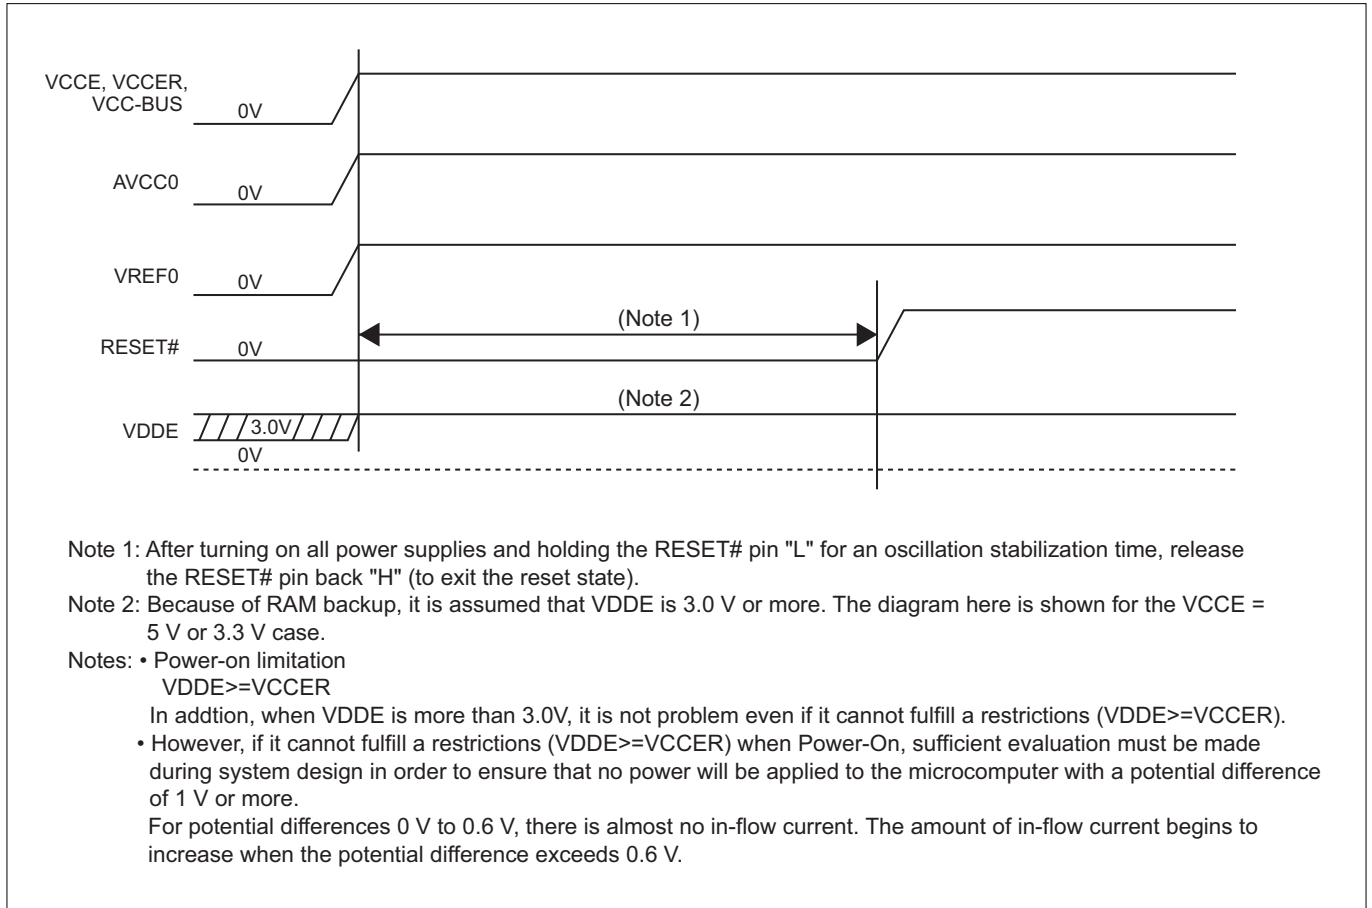 VCCE, VCCER,
VCC-BUS
0V
AVCC0
0V
VREF0
0V
(Note 1)
RESET#
0V
(Note 2)
VDDE
3.0V
0V
Note 1: After turning on all power supplies and holding the RESET# pin "L" for an oscillation stabilization time, release
the RESET# pin back "H" (to exit the reset state).
Note 2: Because of RAM backup, it is assumed that VDDE is 3.0 V or more. The diagram here is shown for the VCCE =
5 V or 3.3 V case.
Notes: • Power-on limitation
VDDE>=VCCER
In addtion, when VDDE is more than 3.0V, it is not problem even if it cannot fulfill a restrictions (VDDE>=VCCER).
• However, if it cannot fulfill a restrictions (VDDE>=VCCER) when Power-On, sufficient evaluation must be made
during system design in order to ensure that no power will be applied to the microcomputer with a potential difference
of 1 V or more.
For potential differences 0 V to 0.6 V, there is almost no in-flow current. The amount of in-flow current begins to
increase when the potential difference exceeds 0.6 V.